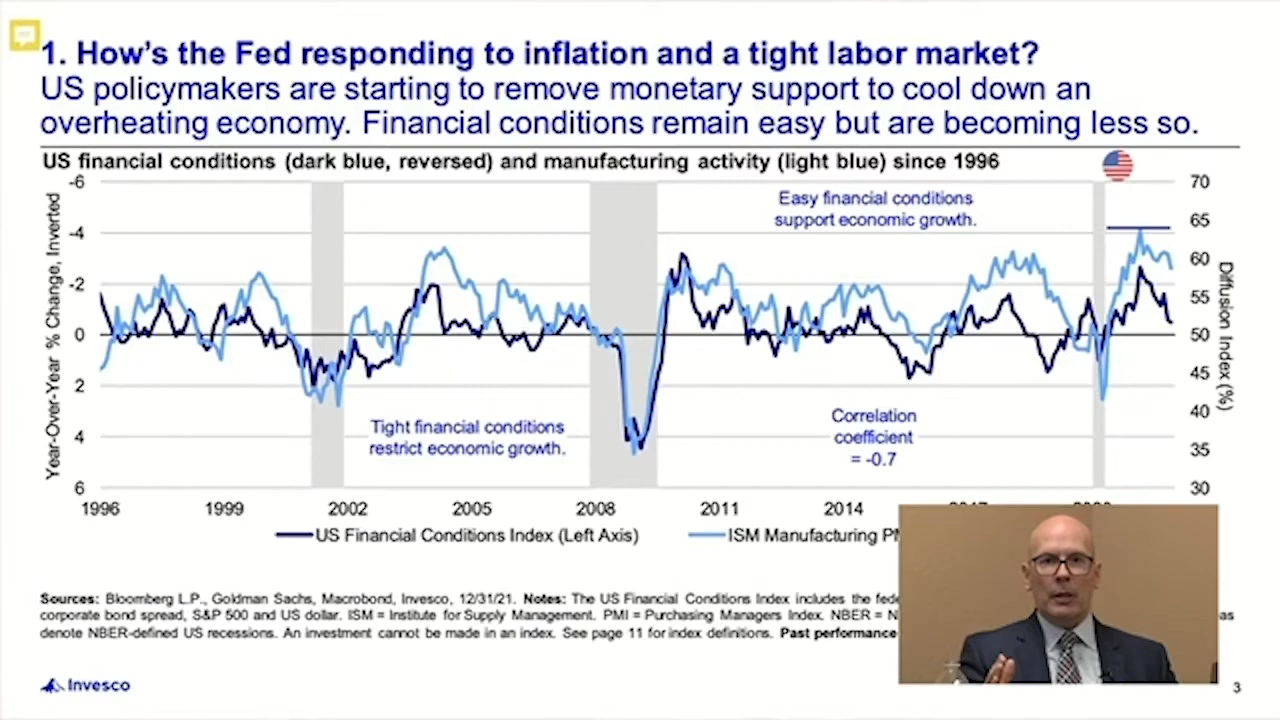 1. How's the Fed responding to inflation and a tight labor market?
US policymakers are starting to remove monetary support to cool down an
overheating economy. Financial conditions remain easy but are becoming less so.
US financial conditions (dark blue, reversed) and manufacturing activity (light blue) since 1996
Year-Over-Year % Change, Inverted
-6
-4
-2
0
2
4
6
Easy financial conditions
support economic growth.
Tight financial conditions
restrict economic growth.
Correlation
coefficient
= -0.7
70
65
60
55
50
45
40
35
30
Diffusion Index (%)
1996 1999 2002 2005 2008 2011 2014
US Financial Conditions Index (Left Axis) ISM Manufacturing
Sources: Bloomberg L.P., Goldman Sachs, Macrobond, Invesco, 12/31/21. Notes: The US Financial Conditions Index includes the
corporate bond spread, S&P 500 and US dollar. ISM = Institute for Supply Management. PMI = Purchasing Managers Index. NBER = as
denote NBER-defined US recessions. An investment cannot be made in an index. See page 11 for index definitions. Past performance
Invesco
3